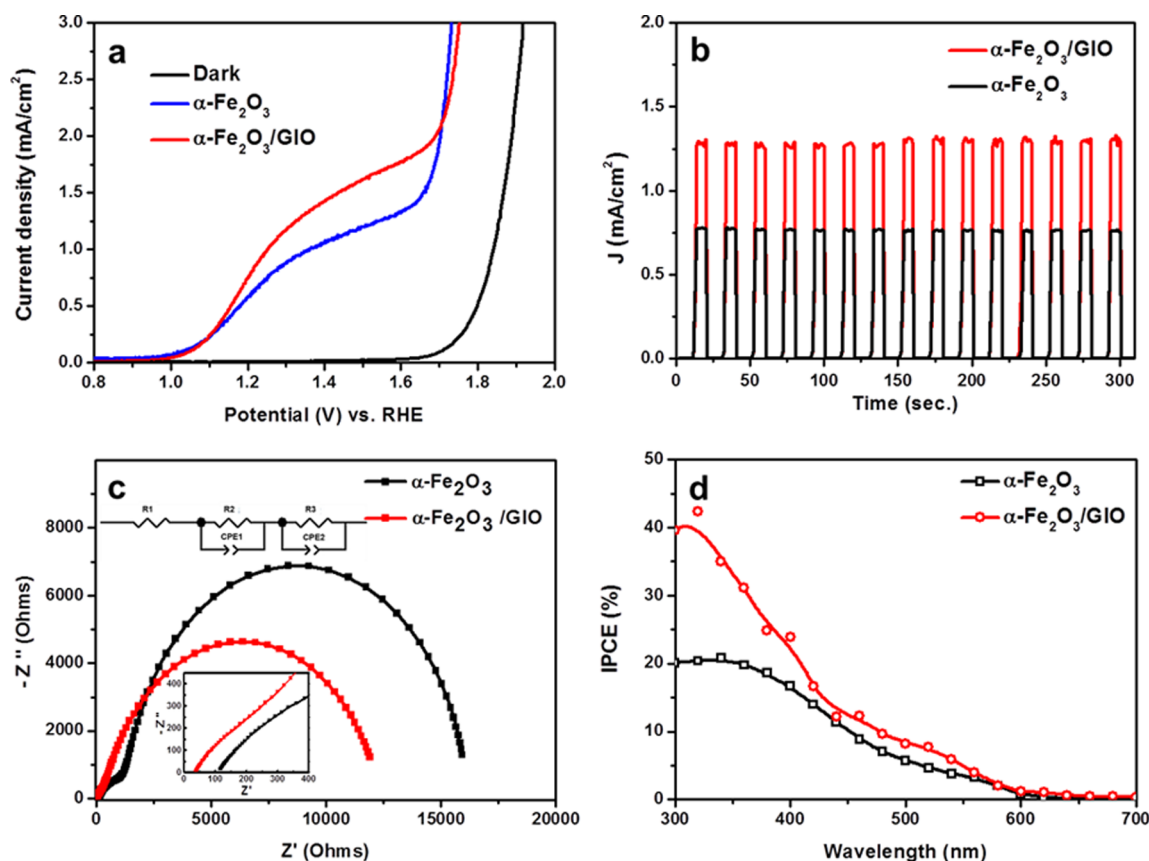 a
Dark
α-Fe₂O₃
α-Fe₂O₃/GIO
Current density (mA/cm²)
3.0
2.5
2.0
1.5
1.0
0.5
0.0
0.8 1.0 1.2 1.4 1.6 1.8 2.0
Potential (V) vs. RHE
b
α-Fe₂O₃/GIO
α-Fe₂O₃
J (mA/cm²)
2.0
1.5
1.0
0.5
0.0
0 50 100 150 200 250 300
Time (sec.)
c
α-Fe₂O₃
α-Fe₂O₃ /GIO
R1 R2 R3
CPE1 CPE2
- Z'' (Ohms)
8000
6000
4000
2000
0
0 5000 10000 15000 20000
Z' (Ohms)
- Z''
400
300
200
100
0
0 100 200 300 400
Z'
d
α-Fe₂O₃
α-Fe₂O₃/GIO
IPCE (%)
50
40
30
20
10
0
300 400 500 600 700
Wavelength (nm)